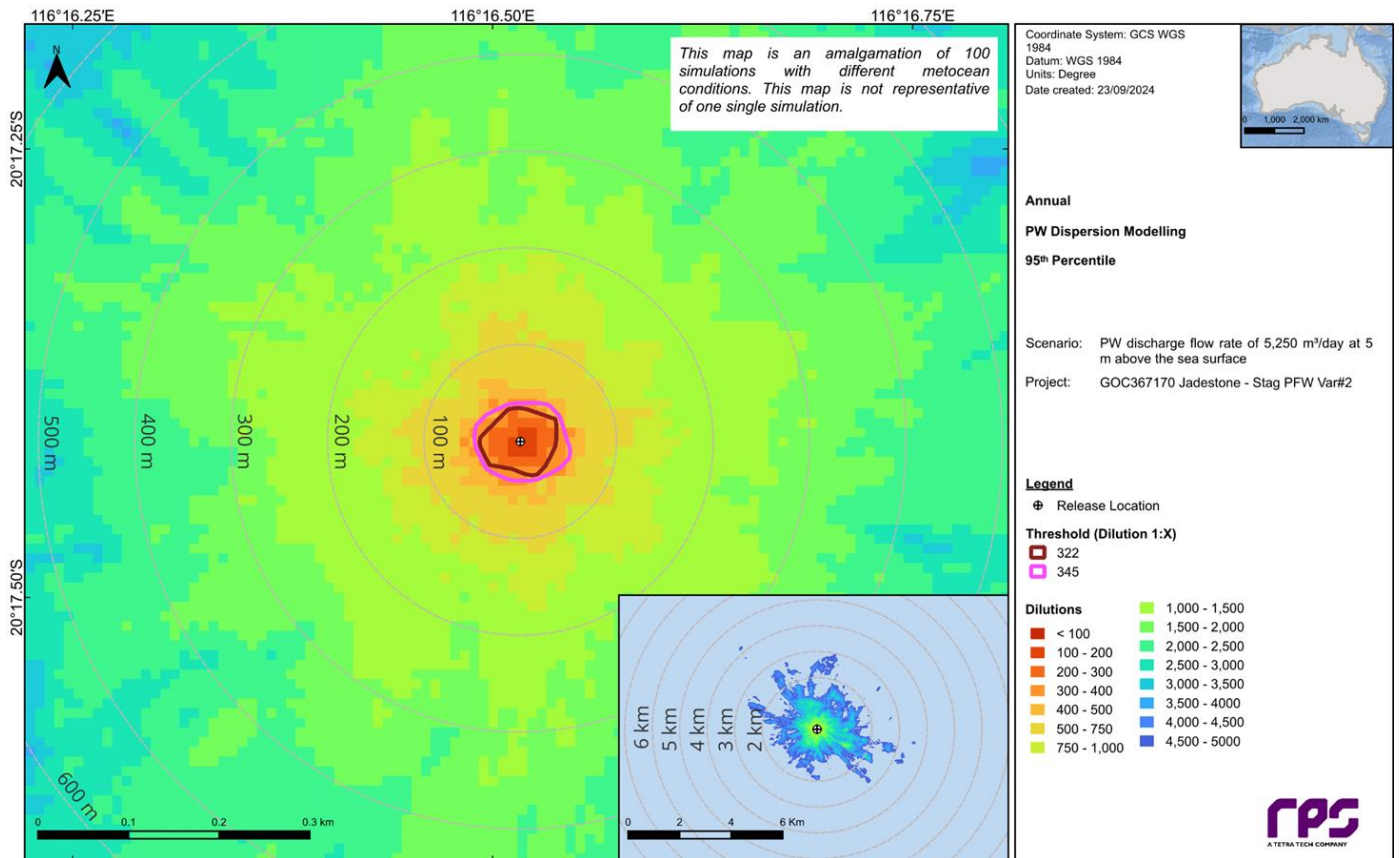 116°16.25'E
116°16.50'E
116°16.75'E
20°17.25'S
20°17.50'S
N
This map is an amalgamation of 100
simulations with different metocean
conditions. This map is not representative
of one single simulation.
500 m
400 m
300 m
200 m
100 m
600 m
0 0.1 0.2 0.3 km
6 km
5 km
4 km
3 km
2 km
0 2 4 6 Km
Coordinate System: GCS WGS
1984
Datum: WGS 1984
Units: Degree
Date created: 23/09/2024
0 1,000 2,000 km
Annual
PW Dispersion Modelling
95th Percentile
Scenario: PW discharge flow rate of 5,250 m³/day at 5
m above the sea surface
Project: GOC367170 Jadestone - Stag PFW Var#2
Legend
Release Location
Threshold (Dilution 1:X)
322
345
Dilutions
< 100
100 - 200
200 - 300
300 - 400
400 - 500
500 - 750
750 - 1,000
1,000 - 1,500
1,500 - 2,000
2,000 - 2,500
2,500 - 3,000
3,000 - 3,500
3,500 - 4000
4,000 - 4,500
4,500 - 5000
rps
A TETRA TECH COMPANY